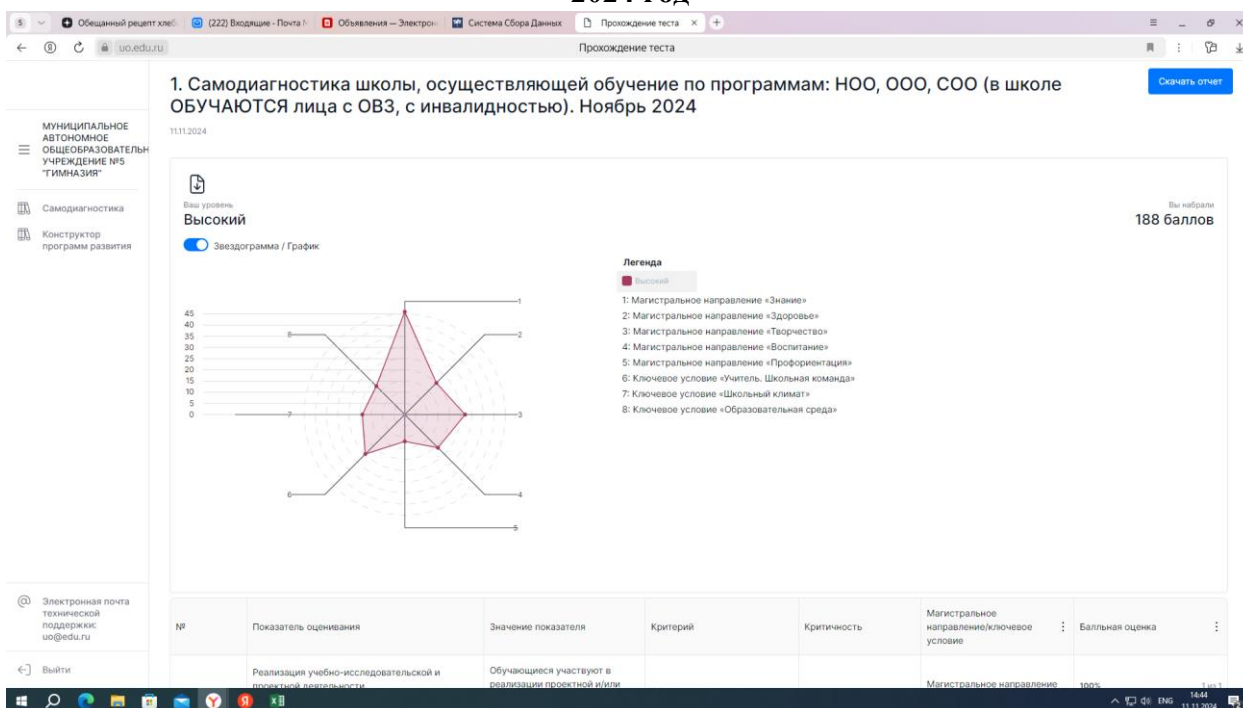 2024 год
S
Обещанный рецепт хлеб
(222) Входящие - Почта
Объявления — Электрон
Система Сбора Данных
Прохождение теста
uo.edu.ru
Прохождение теста
1. Самодиагностика школы, осуществляющей обучение по программам: НОО, ООО, СОО (в школе
ОБУЧАЮТСЯ лица с ОВЗ, с инвалидностью). Ноябрь 2024
Скачать отчет
11.11.2024
МУНИЦИПАЛЬНОЕ
АВТОНОМНОЕ
ОБЩЕОБРАЗОВАТЕЛЬН
УЧРЕЖДЕНИЕ №5
"ГИМНАЗИЯ"
Самодиагностика
Конструктор
программ развития
Ваш уровень
Высокий
Вы набрали
188 баллов
Звездограмма / График
Легенда
Высокий
1: Магистральное направление «Знание»
2: Магистральное направление «Здоровье»
3: Магистральное направление «Творчество»
4: Магистральное направление «Воспитание»
5: Магистральное направление «Профориентация»
6: Ключевое условие «Учитель. Школьная команда»
7: Ключевое условие «Школьный климат»
8: Ключевое условие «Образовательная среда»
45
40
35
30
25
20
15
10
5
0
1
2
3
4
5
6
7
8
Электронная почта
технической
поддержки:
uo@edu.ru
Выйти
№
Показатель оценивания
Значение показателя
Критерий
Критичность
Магистральное
направление/ключевое
условие
Балльная оценка
Реализация учебно-исследовательской и
проектной деятельности
Обучающиеся участвуют в
реализации проектной и/или
Магистральное направление
100%
1 из 1
ENG
14:44
11.11.2024